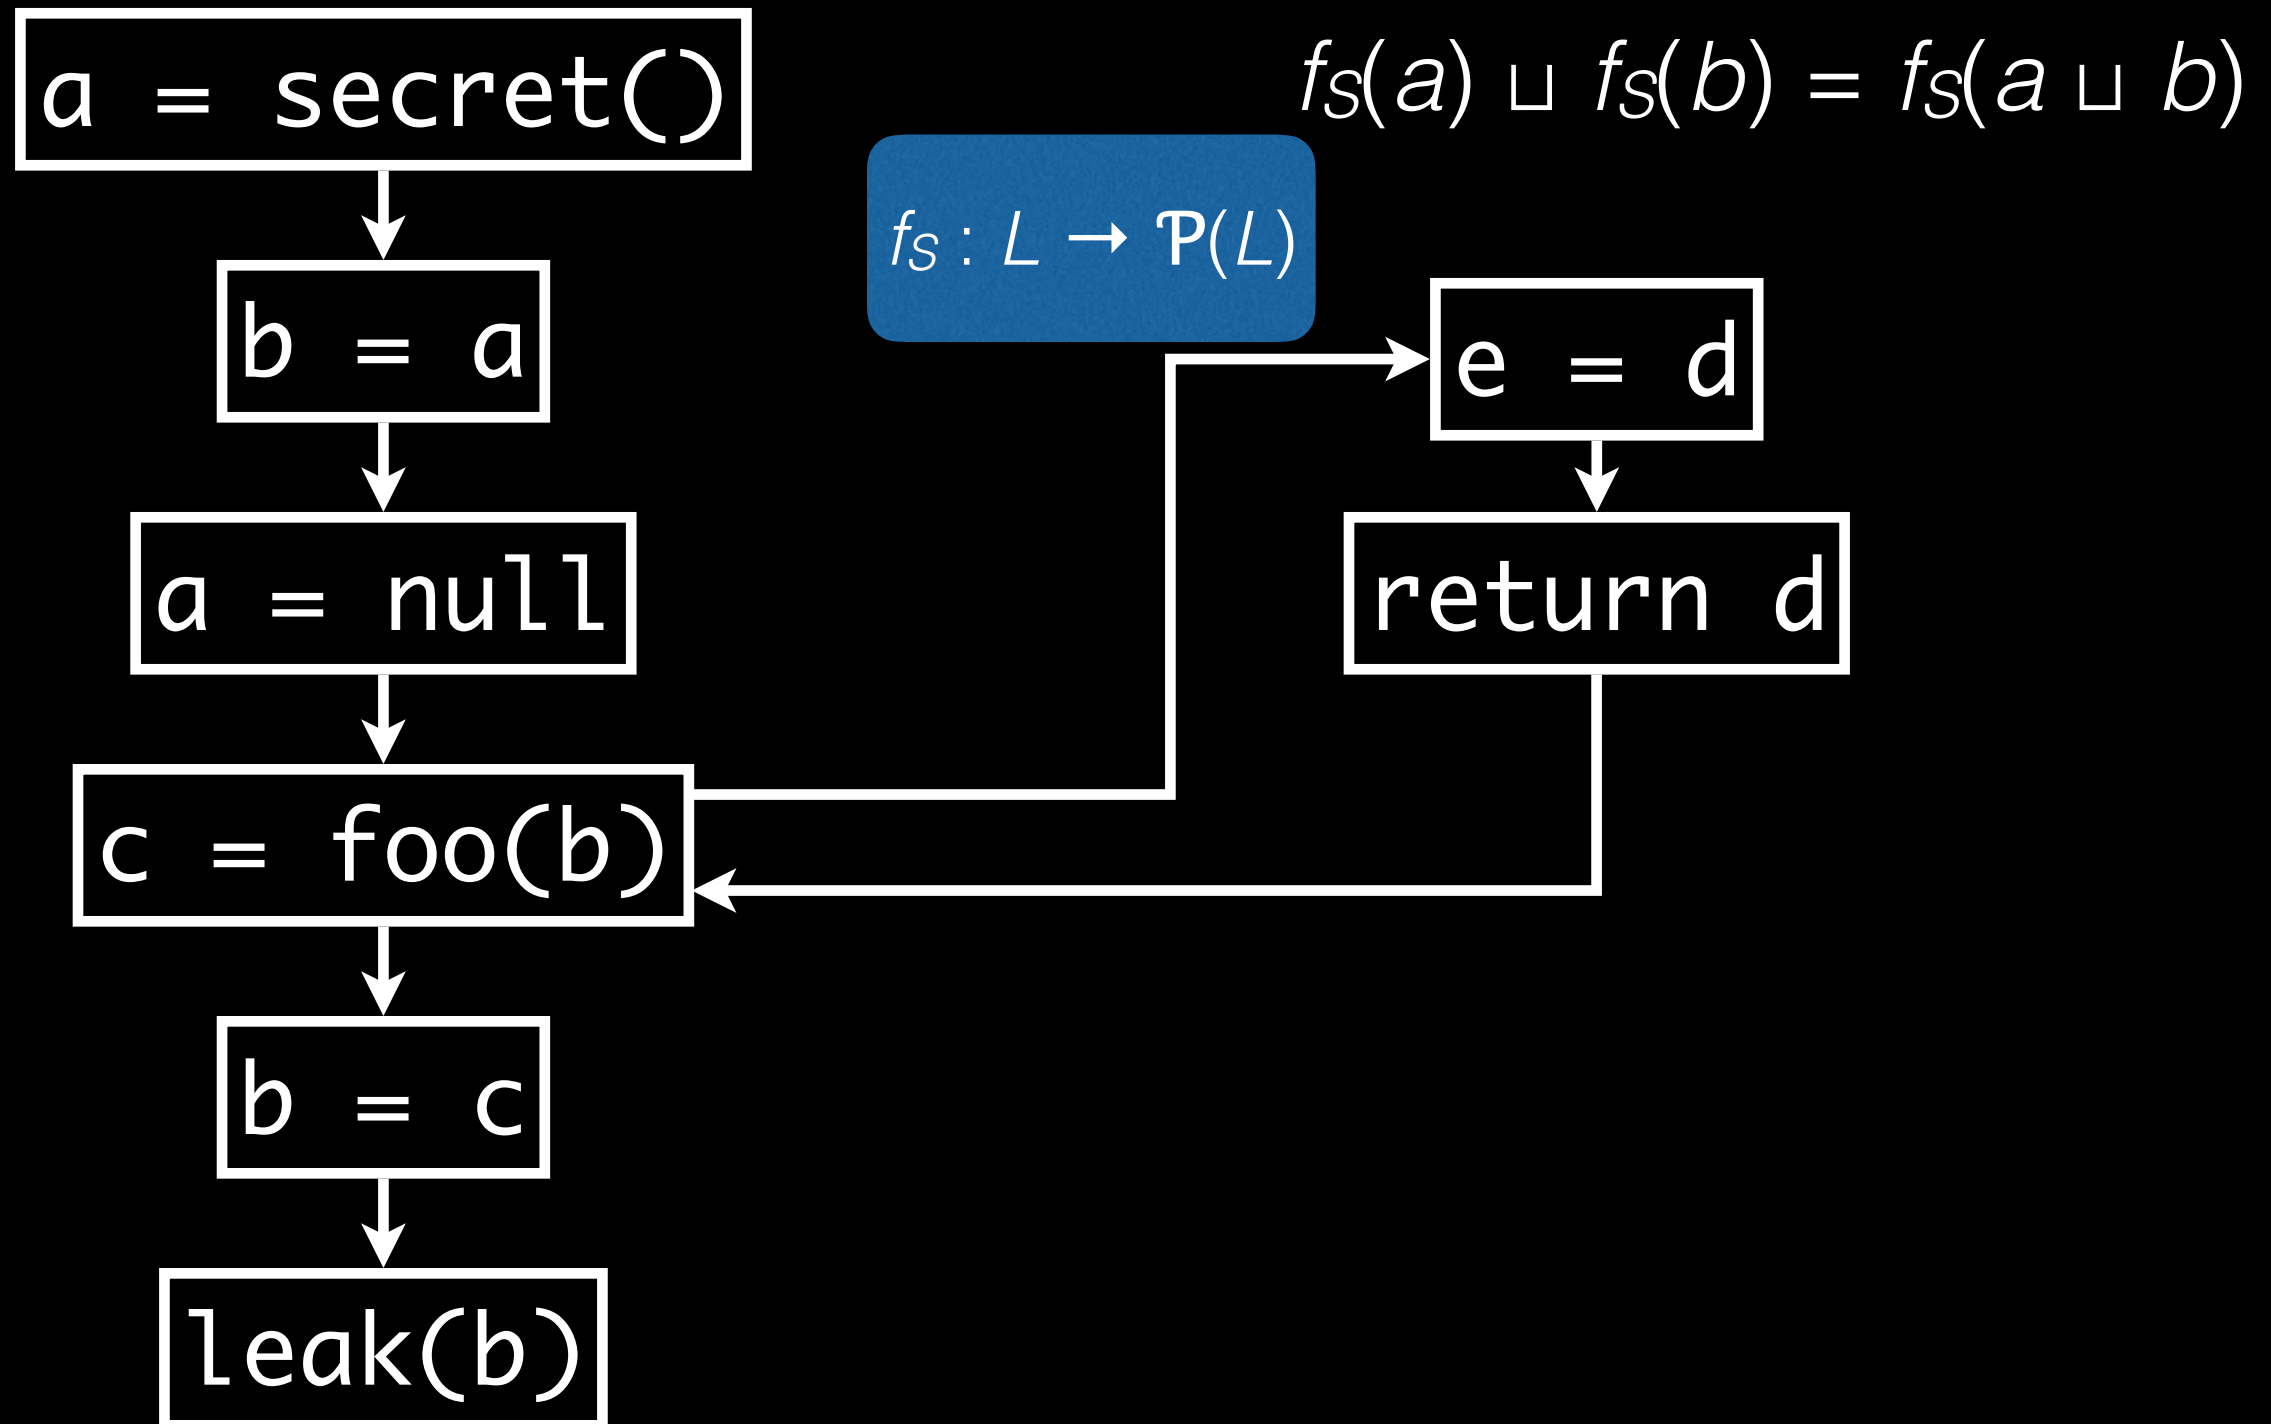 a = secret()
fS(a) ⊔ fS(b) = fS(a ⊔ b)
fS : L → Ƥ(L)
b = a
e = d
a = null
return d
c = foo(b)
b = c
leak(b)